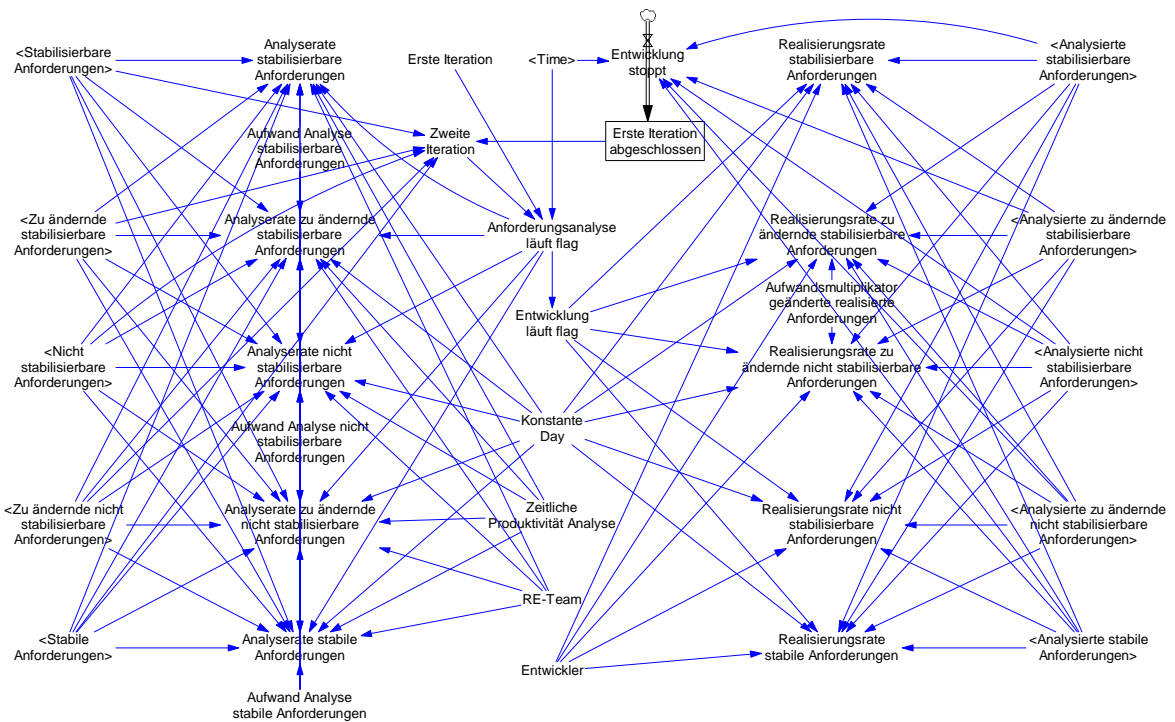 <Stabilisierbare
Anforderungen>
Analyserate
stabilisierbare
Anforderungen
Erste Iteration
<Time>
Entwicklung
stoppt
Realisierungsrate
stabilisierbare
Anforderungen
<Analysierte
stabilisierbare
Anforderungen>
Aufwand Analyse
stabilisierbare
Anforderungen
Zweite
Iteration
Erste Iteration
abgeschlossen
<Zu ändernde
stabilisierbare
Anforderungen>
Analyserate zu ändernde
stabilisierbare
Anforderungen
Anforderungsanalyse
läuft flag
Realisierungsrate zu
ändernde stabilisierbare
Anforderungen
<Analysierte zu ändernde
stabilisierbare
Anforderungen>
Aufwandsmultiplikator
geänderte realisierte
Anforderungen
Entwicklung
läuft flag
<Nicht
stabilisierbare
Anforderungen>
Analyserate nicht
stabilisierbare
Anforderungen
Realisierungsrate zu
ändernde nicht stabilisierbare
Anforderungen
<Analysierte nicht
stabilisierbare
Anforderungen>
Aufwand Analyse nicht
stabilisierbare
Anforderungen
Konstante
Day
<Zu ändernde nicht
stabilisierbare
Anforderungen>
Analyserate zu ändernde
nicht stabilisierbare
Anforderungen
Zeitliche
Produktivität Analyse
Realisierungsrate nicht
stabilisierbare
Anforderungen
<Analysierte zu ändernde
nicht stabilisierbare
Anforderungen>
RE-Team
<Stabile
Anforderungen>
Analyserate stabile
Anforderungen
Entwickler
Realisierungsrate
stabile Anforderungen
<Analysierte stabile
Anforderungen>
Aufwand Analyse
stabile Anforderungen